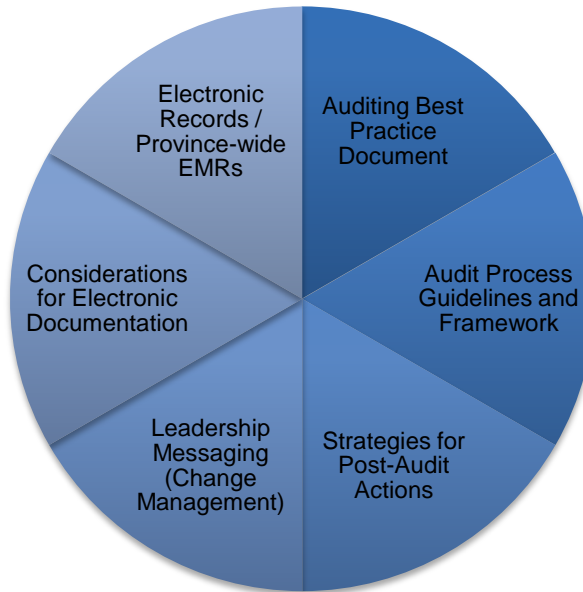 Electronic
Records /
Province-wide
EMRs
Auditing Best
Practice
Document
Considerations
for Electronic
Documentation
Audit Process
Guidelines and
Framework
Leadership
Messaging
(Change
Management)
Strategies for
Post-Audit
Actions